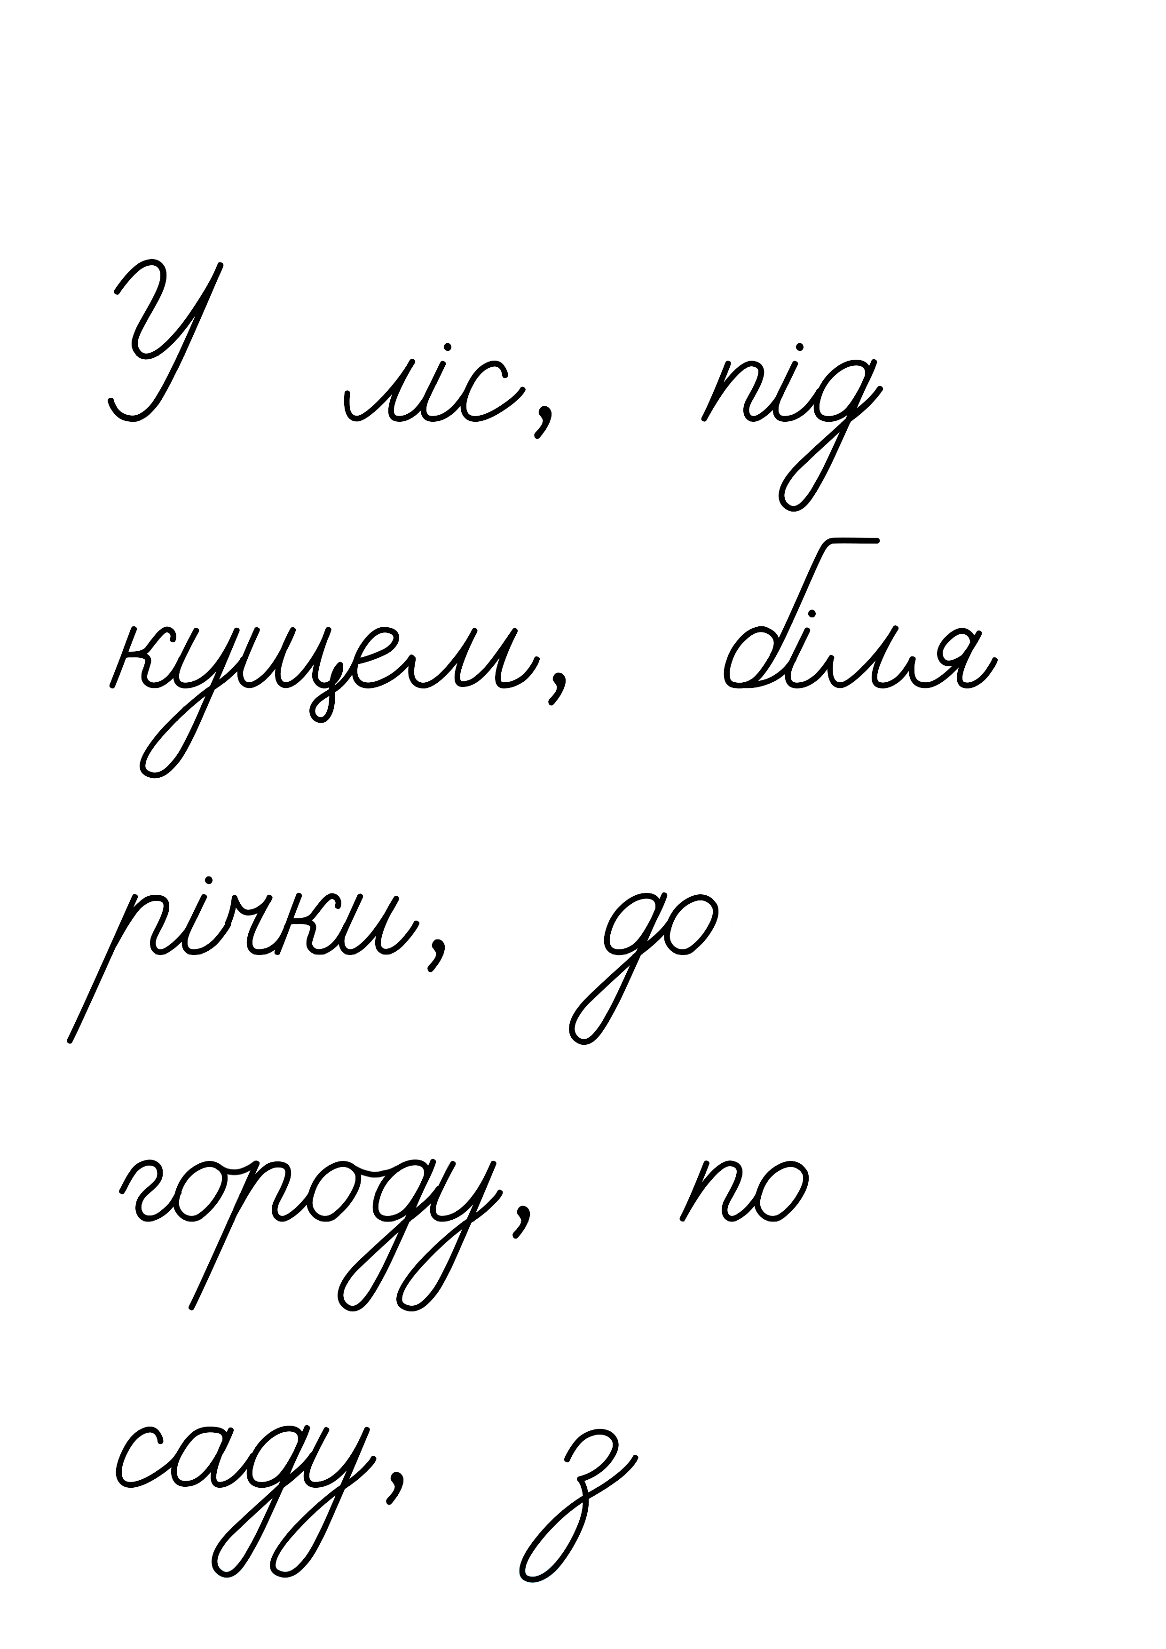 У ліс, під
кущем, біля
річки, до
городу, по
саду, з